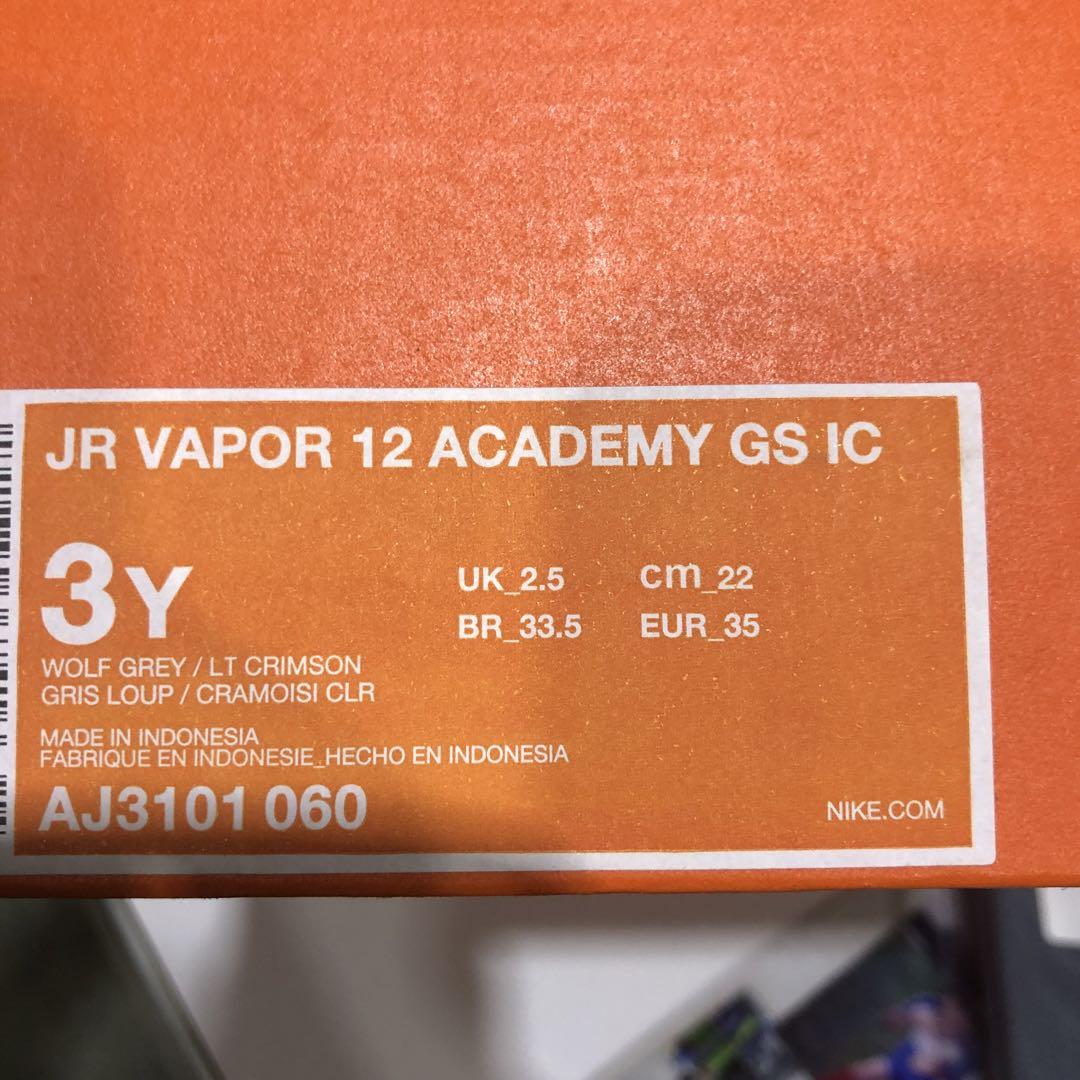 JR VAPOR 12 ACADEMY GS IC
3Y
UK_2.5 cm_22
BR_33.5 EUR_35
WOLF GREY / LT CRIMSON
GRIS LOUP / CRAMOISI CLR
MADE IN INDONESIA
FABRIQUE EN INDONESIE_HECHO EN INDONESIA
AJ3101 060
NIKE.COM